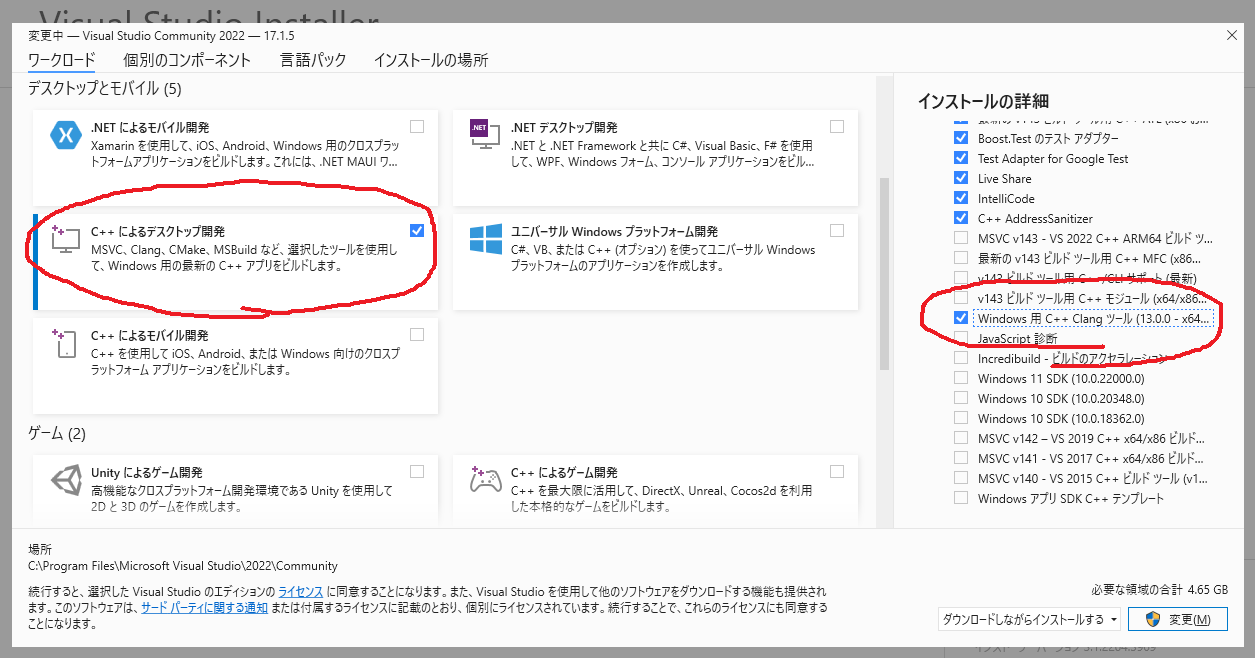 Visual Studio Installer
変更中 — Visual Studio Community 2022 — 17.1.5
ワークロード 個別のコンポーネント 言語パック インストールの場所
デスクトップとモバイル (5)
.NET によるモバイル開発
Xamarin を使用して、iOS、Android、Windows 用のクロスプラ
ットフォームアプリケーションをビルドします。これには、.NET MAUI ワ...
.NET
.NET デスクトップ開発
.NET と .NET Framework と共に C#、Visual Basic、F# を使用
して、WPF、Windows フォーム、コンソール アプリケーションをビル...
C++ によるデスクトップ開発
MSVC、Clang、CMake、MSBuild など、選択したツールを使用し
て、Windows 用の最新の C++ アプリをビルドします。
ユニバーサル Windows プラットフォーム開発
C#、VB、または C++ (オプション) を使ってユニバーサル Windows
プラットフォームのアプリケーションを作成します。
C++ によるモバイル開発
C++ を使用して iOS、Android、または Windows 向けのクロスプ
ラットフォーム アプリケーションをビルドします。
ゲーム (2)
Unity によるゲーム開発
高機能なクロスプラットフォーム開発環境である Unity を使用して
2D と 3D のゲームを作成します。
C++ によるゲーム開発
C++ を最大限に活用して、DirectX、Unreal、Cocos2d を利用
した本格的なゲームをビルドします。
インストールの詳細
Boost.Test のテスト アダプター
Test Adapter for Google Test
Live Share
IntelliCode
C++ AddressSanitizer
MSVC v143 - VS 2022 C++ ARM64 ビルド ツ...
最新の v143 ビルド ツール用 C++ MFC (x86...
v143 ビルド ツール用 C++/CLI サポート (最新)
v143 ビルド ツール用 C++ モジュール (x64/x86...
Windows 用 C++ Clang ツール (13.0.0 - x64...
JavaScript 診断
Incredibuild - ビルドのアクセラレーション
Windows 11 SDK (10.0.22000.0)
Windows 10 SDK (10.0.20348.0)
Windows 10 SDK (10.0.18362.0)
MSVC v142 – VS 2019 C++ x64/x86 ビルド...
MSVC v141 - VS 2017 C++ x64/x86 ビルド...
MSVC v140 - VS 2015 C++ ビルド ツール (v1...
Windows アプリ SDK C++ テンプレート
場所
C:\Program Files\Microsoft Visual Studio\2022\Community
続行すると、選択した Visual Studio のエディションの ライセンス に同意することになります。また、Visual Studio を使用して他のソフトウェアをダウンロードする機能も提供され
ます。このソフトウェアは、サード パーティに関する通知 または付属するライセンスに記載のとおり、個別にライセンスされています。続行することで、これらのライセンスにも同意する
ことになります。
必要な領域の合計 4.65 GB
ダウンロードしながらインストールする 変更(M)